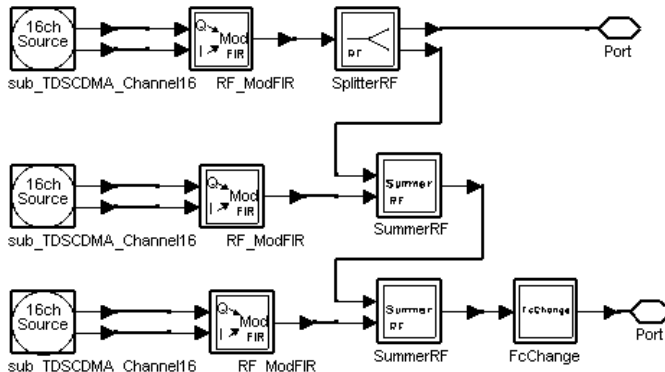 16ch
Source
Q
I
Mod
FIR
RF
Port
sub_TDSCDMA_Channel16
RF_ModFIR
SplitterRF
16ch
Source
Q
I
Mod
FIR
Summer
RF
sub_TDSCDMA_Channel16
RF_ModFIR
SummerRF
16ch
Source
Q
I
Mod
FIR
Summer
RF
FcChange
Port
sub_TDSCDMA_Channel16
RF_ModFIR
SummerRF
FcChange